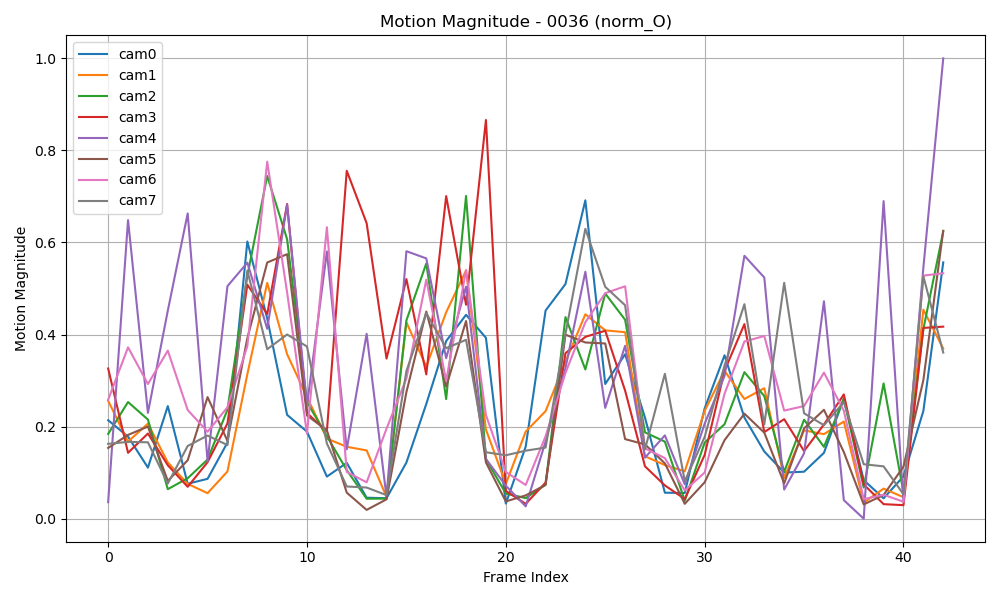 Motion Magnitude - 0036 (norm_O)
Motion Magnitude
1.0
0.8
0.6
0.4
0.2
0.0
cam0
cam1
cam2
cam3
cam4
cam5
cam6
cam7
0 10 20 30 40
Frame Index